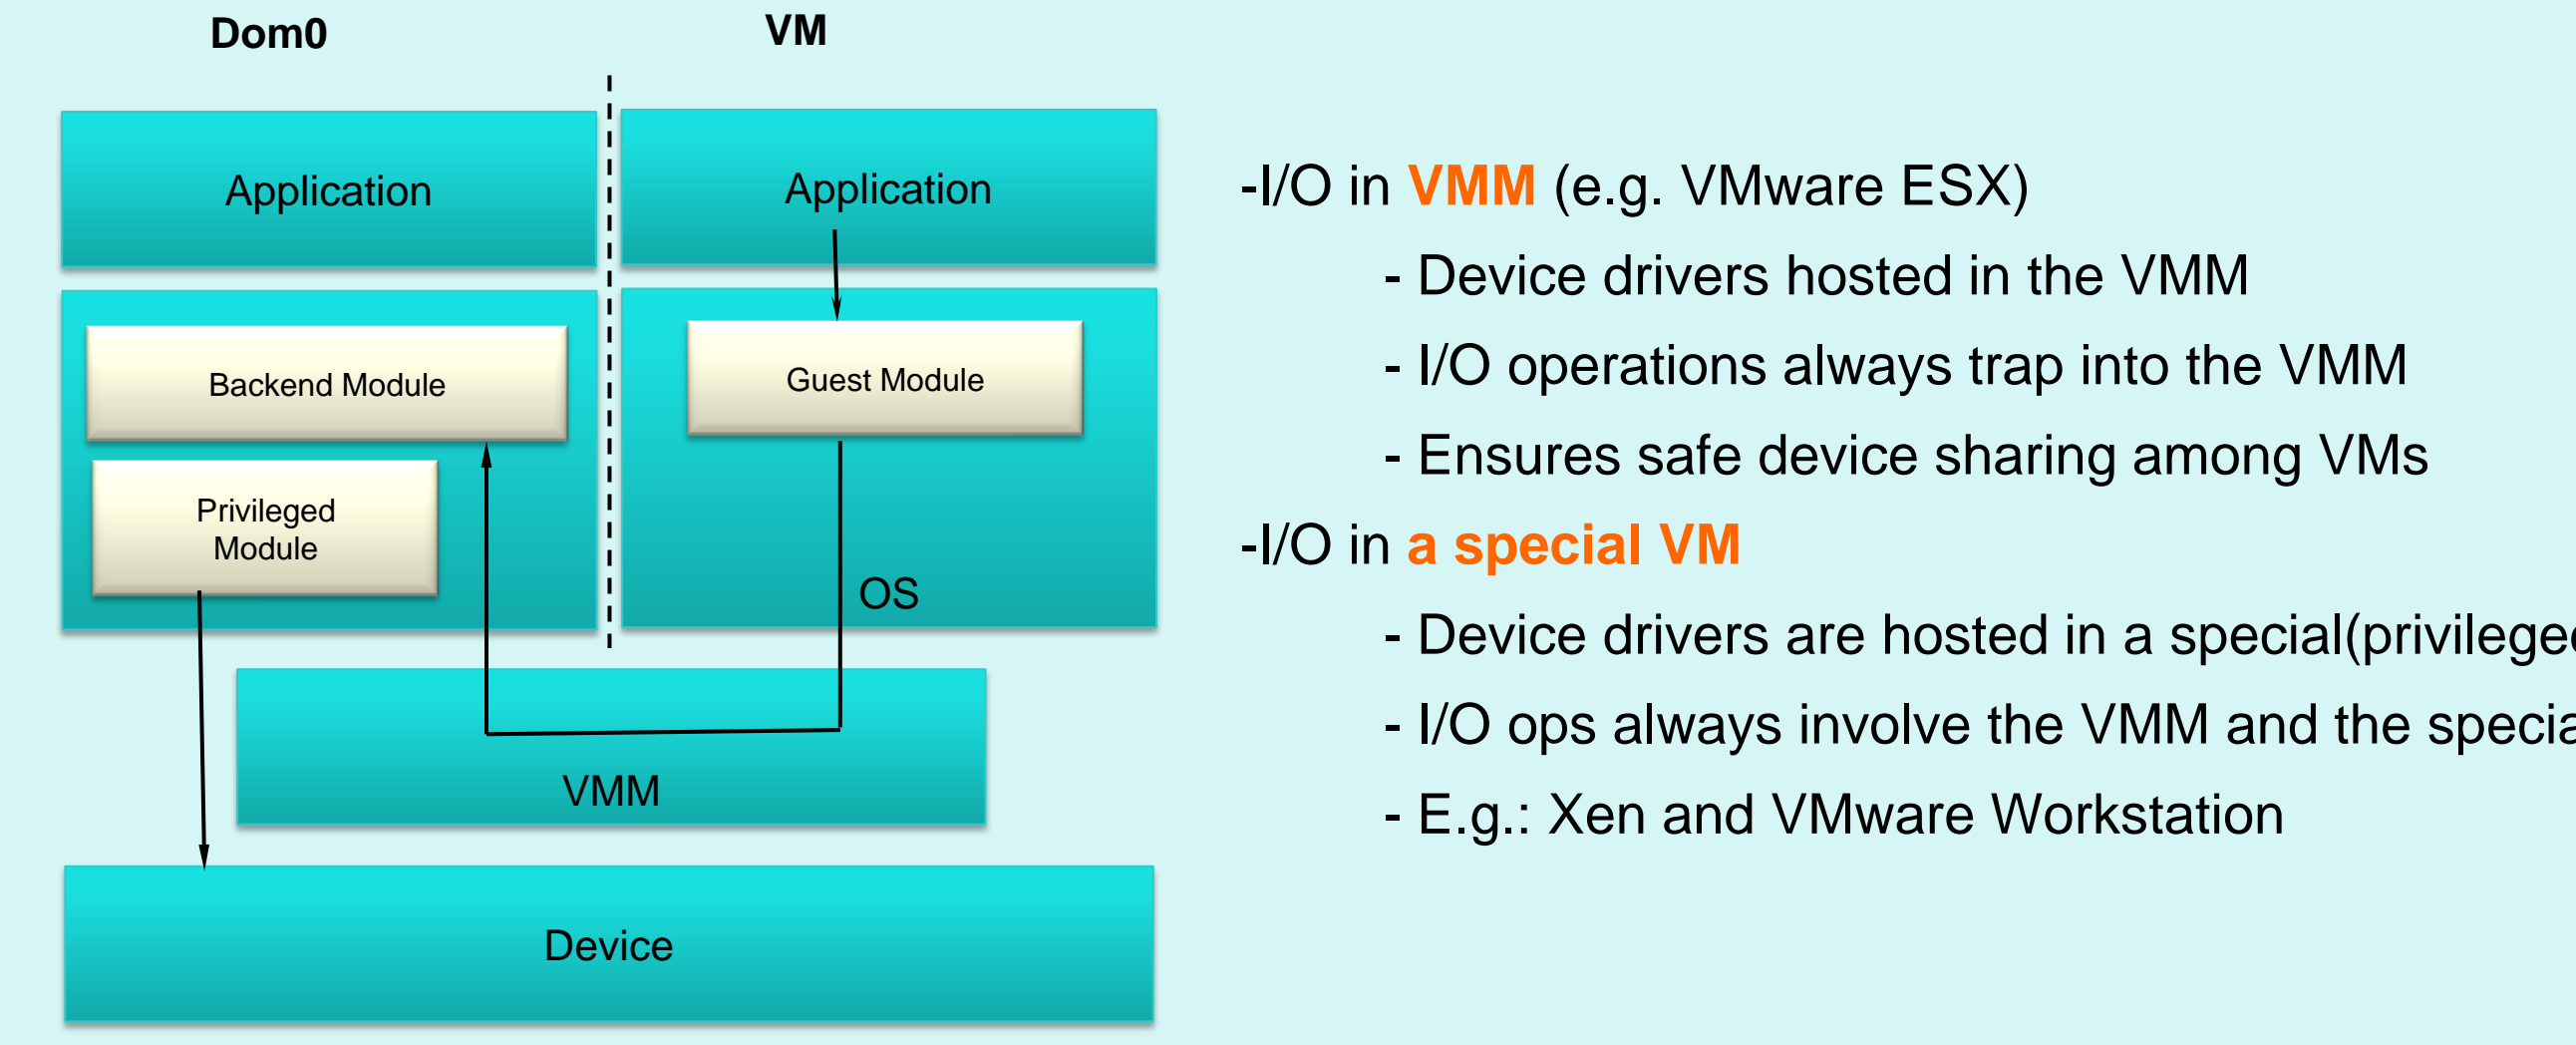 Dom0
VM
Application
Application
Backend Module
Guest Module
Privileged
Module
OS
VMM
Device
-I/O in VMM (e.g. VMware ESX)
- Device drivers hosted in the VMM
- I/O operations always trap into the VMM
- Ensures safe device sharing among VMs
-I/O in a special VM
- Device drivers are hosted in a special
- I/O ops always involve the VMM and the
- E.g.: Xen and VMware Workstation